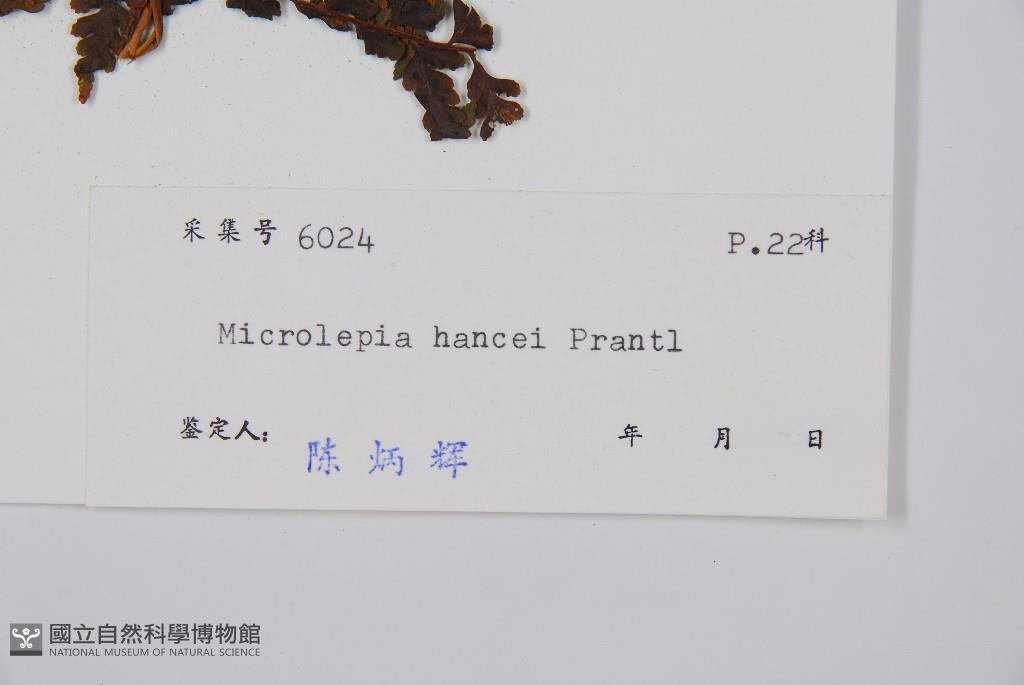 采集号 6024 P.22科
Microlepia hancei Prantl
鉴定人: 陈炳辉 年 月 日
國立自然科學博物館
NATIONAL MUSEUM OF NATURAL SCIENCE